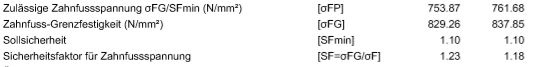 Zulässige Zahnfussspannung σFG/SFmin (N/mm²) [σFP] 753.87 761.68
Zahnfuss-Grenzfestigkeit (N/mm²) [σFG] 829.26 837.85
Sollsicherheit [SFmin] 1.10 1.10
Sicherheitsfaktor für Zahnfussspannung [SF=σFG/σF] 1.23 1.18